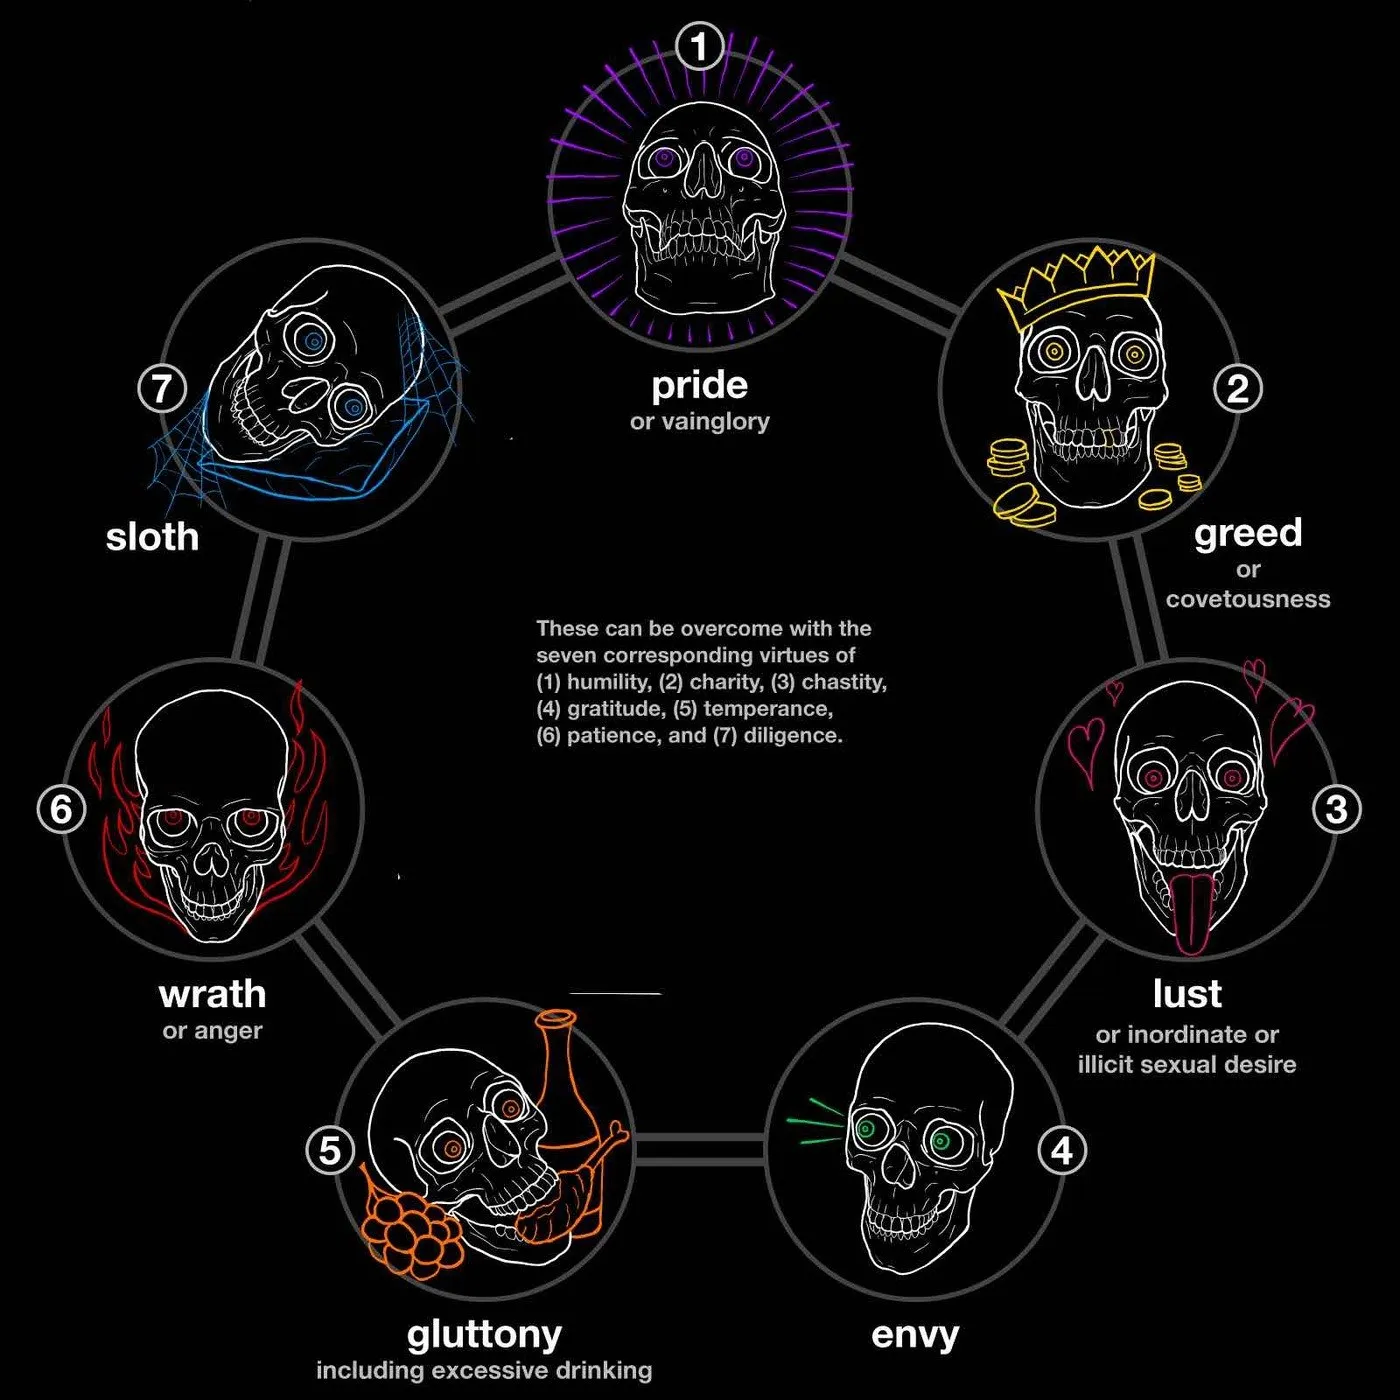 1
pride
or vainglory
2
greed
or
covetousness
3
lust
or inordinate or
illicit sexual desire
4
envy
5
gluttony
including excessive drinking
6
wrath
or anger
7
sloth
These can be overcome with the
seven corresponding virtues of
(1) humility, (2) charity, (3) chastity,
(4) gratitude, (5) temperance,
(6) patience, and (7) diligence.